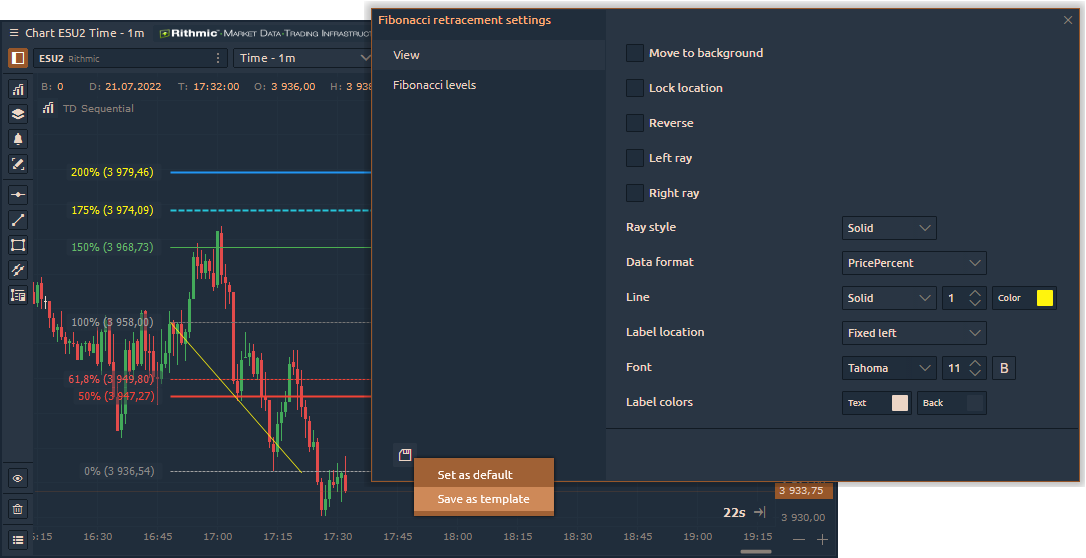 Fibonacci retracement settings
Chart ESU2 Time - 1m
Rithmic - MARKET DATA-TRADING INFRASTRUCT
ESU2 Rithmic
Time - 1m
B: 0 D: 21.07.2022 T: 17:32:00 O: 3 936,00 H: 3 938
TD Sequential
200% (3 979,46)
175% (3 974,09)
150% (3 968,73)
100% (3 958,00)
61,8% (3 949,80)
50% (3 947,27)
0% (3 936,54)
View
Fibonacci levels
Move to background
Lock location
Reverse
Left ray
Right ray
Ray style Solid
Data format PricePercent
Line Solid 1 Color
Label location Fixed left
Font Tahoma 11 B
Label colors Text Back
Set as default
Save as template
3 933,75
22s
3 930,00
5:15 16:30 16:45 17:00 17:15 17:30 17:45 18:00 18:15 18:30 18:45 19:00 19:15